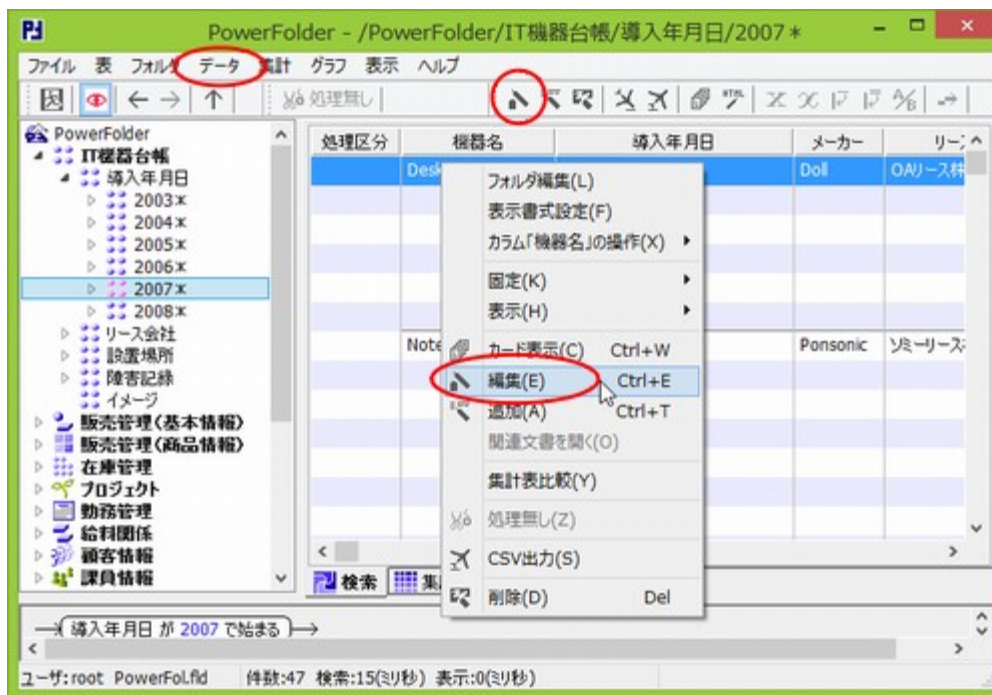 PowerFolder - /PowerFolder/IT機器台帳/導入年月日/2007*
ファイル 表 フォルダ データ 集計 グラフ 表示 ヘルプ
処理無し
PowerFolder
IT機器台帳
導入年月日
2003*
2004*
2005*
2006*
2007*
2008*
リース会社
設置場所
障害記録
イメージ
販売管理(基本情報)
販売管理(商品情報)
在庫管理
プロジェクト
勤務管理
給料関係
顧客情報
課員情報
処理区分 機器名 導入年月日 メーカー リース
Desk Doll OAリース株
Note Ponsonic ソミーリース
フォルダ編集(L)
表示書式設定(F)
カラム「機器名」の操作(X)
固定(K)
表示(H)
カード表示(C) Ctrl+W
編集(E) Ctrl+E
追加(A) Ctrl+T
関連文書を開く(O)
集計表比較(Y)
処理無し(Z)
CSV出力(S)
削除(D) Del
検索 集
導入年月日 が 2007 で始まる
ユーザ:root PowerFol.fld 件数:47 検索:15(ミリ秒) 表示:0(ミリ秒)